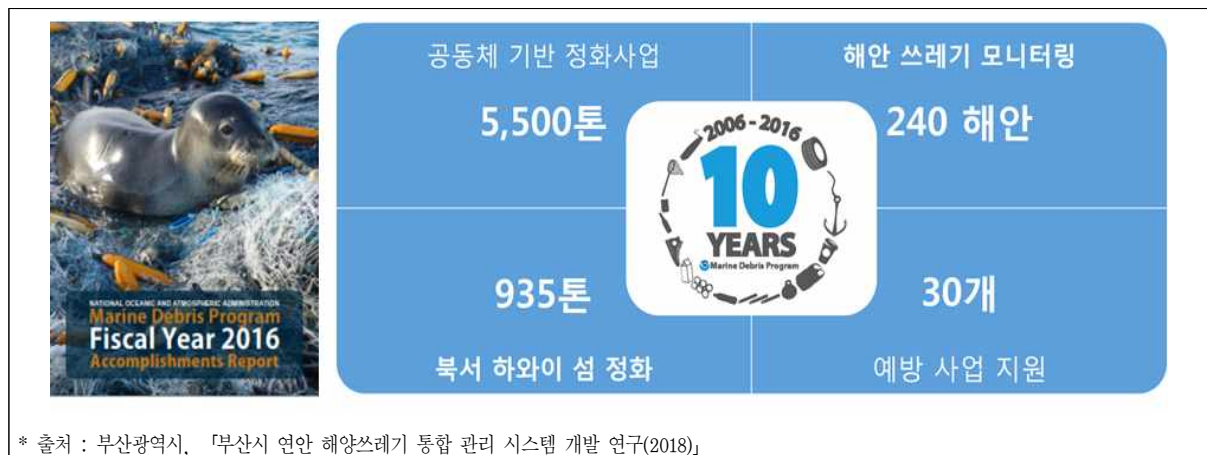 NATIONAL OCEANIC AND ATMOSPHERIC ADMINISTRATION
Marine Debris Program
Fiscal Year 2016
Accomplishments Report
공동체 기반 정화사업
5,500톤
해안 쓰레기 모니터링
240 해안
2006-2016
10
YEARS
Marine Debris Program
935톤
북서 하와이 섬 정화
30개
예방 사업 지원
* 출처 : 부산광역시, 「부산시 연안 해양쓰레기 통합 관리 시스템 개발 연구(2018)」